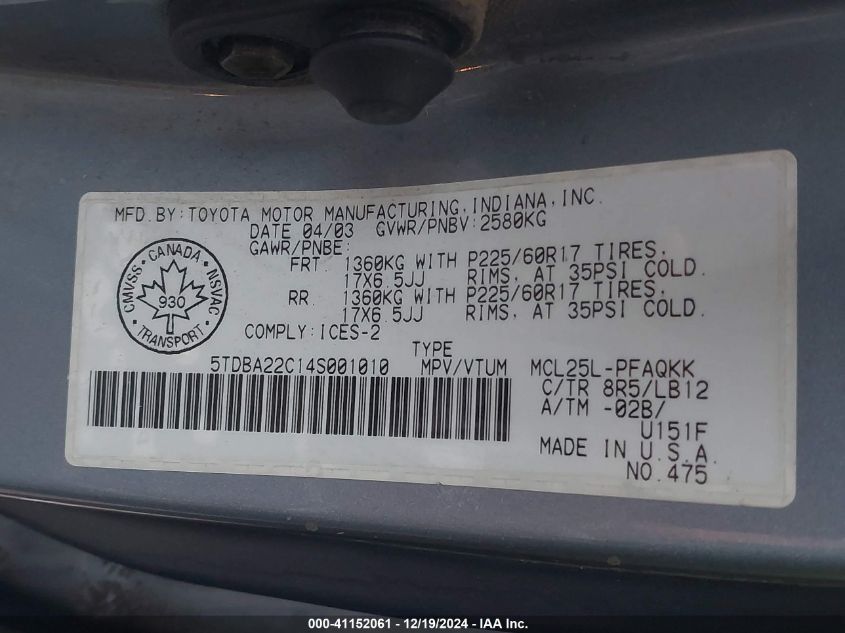 MFD.BY:TOYOTA MOTOR MANUFACTURING,INDIANA,INC.
DATE 04/03 GVWR/PNBV:2580KG
GAWR/PNBE:
FRT. 1360KG WITH P225/60R17 TIRES,
17X6.5JJ RIMS, AT 35PSI COLD.
RR. 1360KG WITH P225/60R17 TIRES,
17X6.5JJ RIMS, AT 35PSI COLD.
CANADA
CMVSS NSVAC
930
TRANSPORT
COMPLY:ICES-2
TYPE
5TDBA22C14S001010 MPV/VTUM MCL25L-PFAQKK
C/TR 8R5/LB12
A/TM -02B/
U151F
MADE IN U.S.A.
NO.475
000-41152061 - 12/19/2024 - IAA Inc.